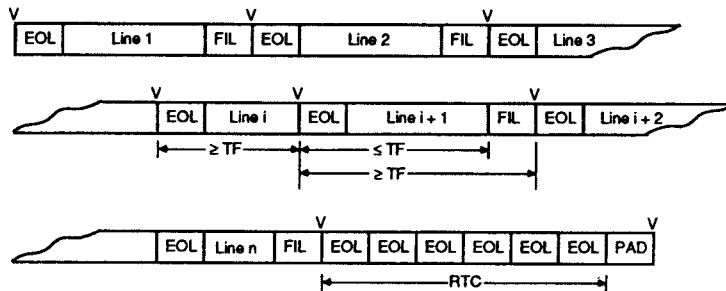 V V V
EOL Line 1 FIL EOL Line 2 FIL EOL Line 3
V V V
EOL Line i EOL Line i + 1 FIL EOL Line i + 2
≥ TF ≤ TF
≥ TF
V V
EOL Line n FIL EOL EOL EOL EOL EOL EOL PAD
RTC